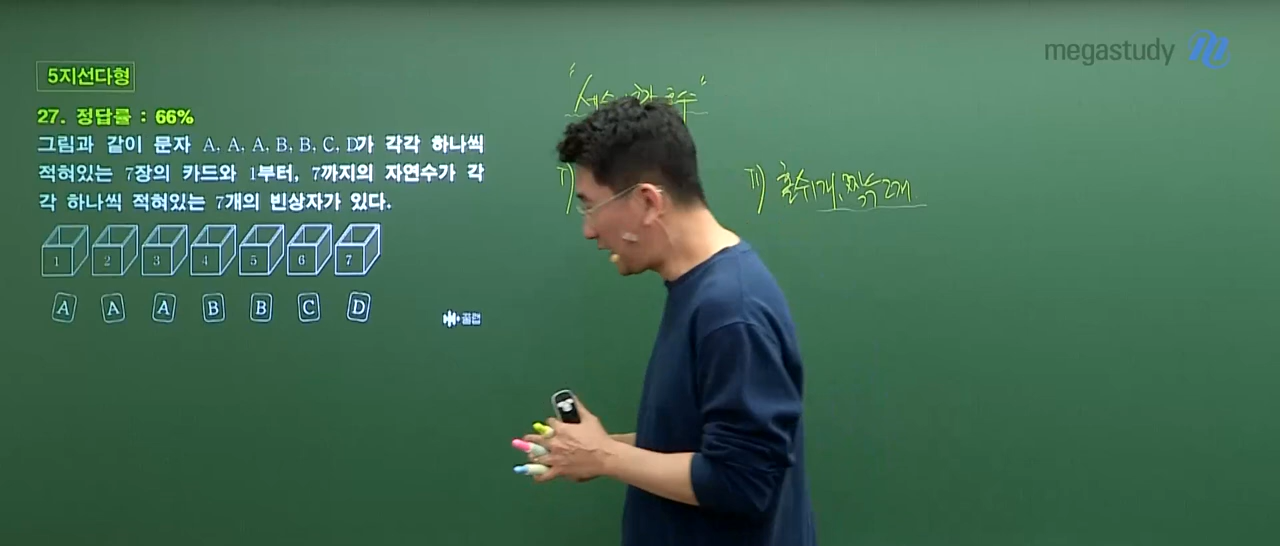 megastudy
5지선다형
27. 정답률 : 66%
그림과 같이 문자 A, A, A, B, B, C, D가 각각 하나씩
적혀있는 7장의 카드와 1부터, 7까지의 자연수가 각
각 하나씩 적혀있는 7개의 빈상자가 있다.
1 2 3 4 5 6 7
A A A B B C D
꿀캡
I)
II) 홀수1개, 짝수2개